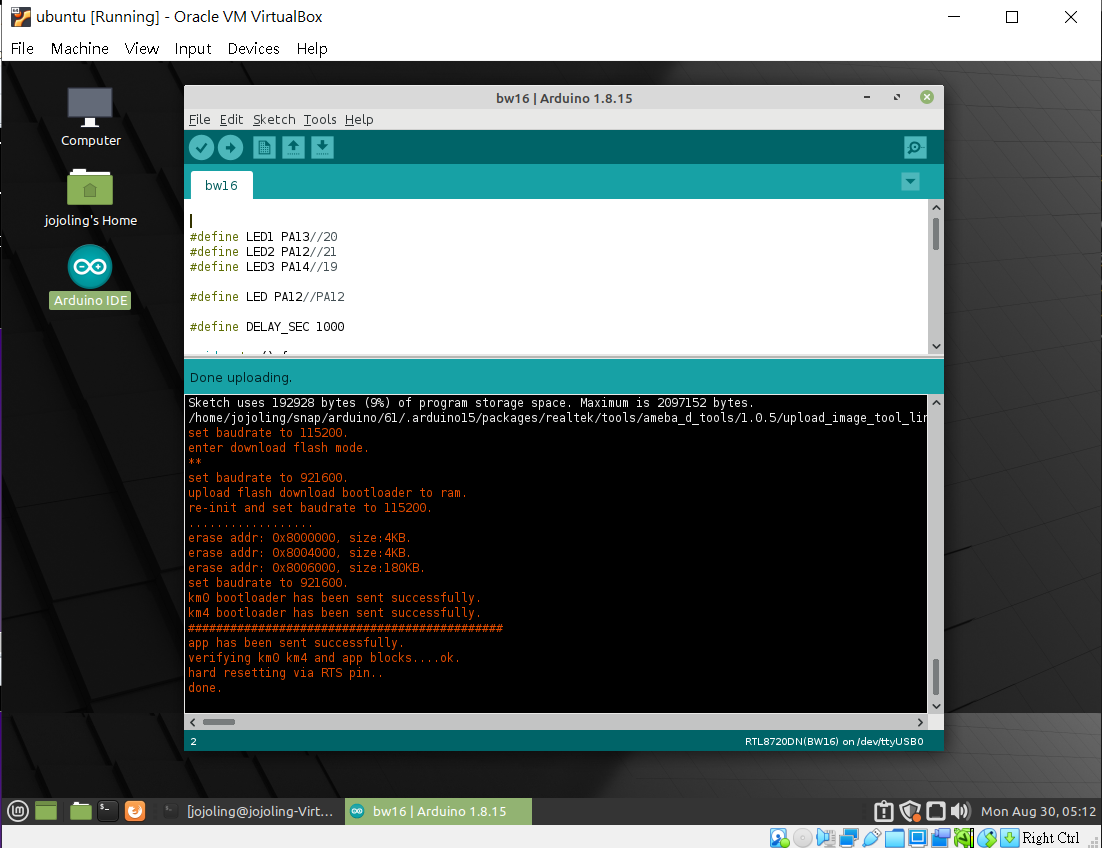 ubuntu [Running] - Oracle VM VirtualBox
File Machine View Input Devices Help
Computer
jojoling's Home
Arduino IDE
bw16 | Arduino 1.8.15
File Edit Sketch Tools Help
bw16
#define LED1 PA13//20
#define LED2 PA12//21
#define LED3 PA14//19
#define LED PA12//PA12
#define DELAY_SEC 1000
Done uploading.
Sketch uses 192928 bytes (9%) of program storage space. Maximum is 2097152 bytes.
/home/jojoling/snap/arduino/61/.arduino15/packages/realtek/tools/ameba_d_tools/1.0.5/upload_image_tool_lin
set baudrate to 115200.
enter download flash mode.
**
set baudrate to 921600.
upload flash download bootloader to ram.
re-init and set baudrate to 115200.
..................
erase addr: 0x8000000, size:4KB.
erase addr: 0x8004000, size:4KB.
erase addr: 0x8006000, size:180KB.
set baudrate to 921600.
km0 bootloader has been sent successfully.
km4 bootloader has been sent successfully.
#############################################
app has been sent successfully.
verifying km0 km4 and app blocks....ok.
hard resetting via RTS pin..
done.
2
RTL8720DN(BW16) on /dev/ttyUSB0
[jojoling@jojoling-Virt...
bw16 | Arduino 1.8.15
Mon Aug 30, 05:12
Right Ctrl